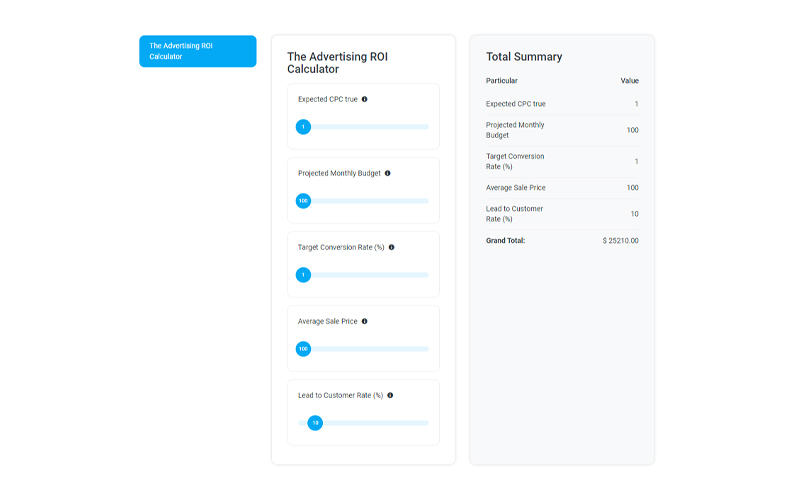 The Advertising ROI
Calculator
The Advertising ROI
Calculator
Expected CPC true
1
Projected Monthly Budget
100
Target Conversion Rate (%)
1
Average Sale Price
100
Lead to Customer Rate (%)
10
Total Summary
Particular Value
Expected CPC true 1
Projected Monthly
Budget 100
Target Conversion
Rate (%) 1
Average Sale Price 100
Lead to Customer
Rate (%) 10
Grand Total: $ 25210.00